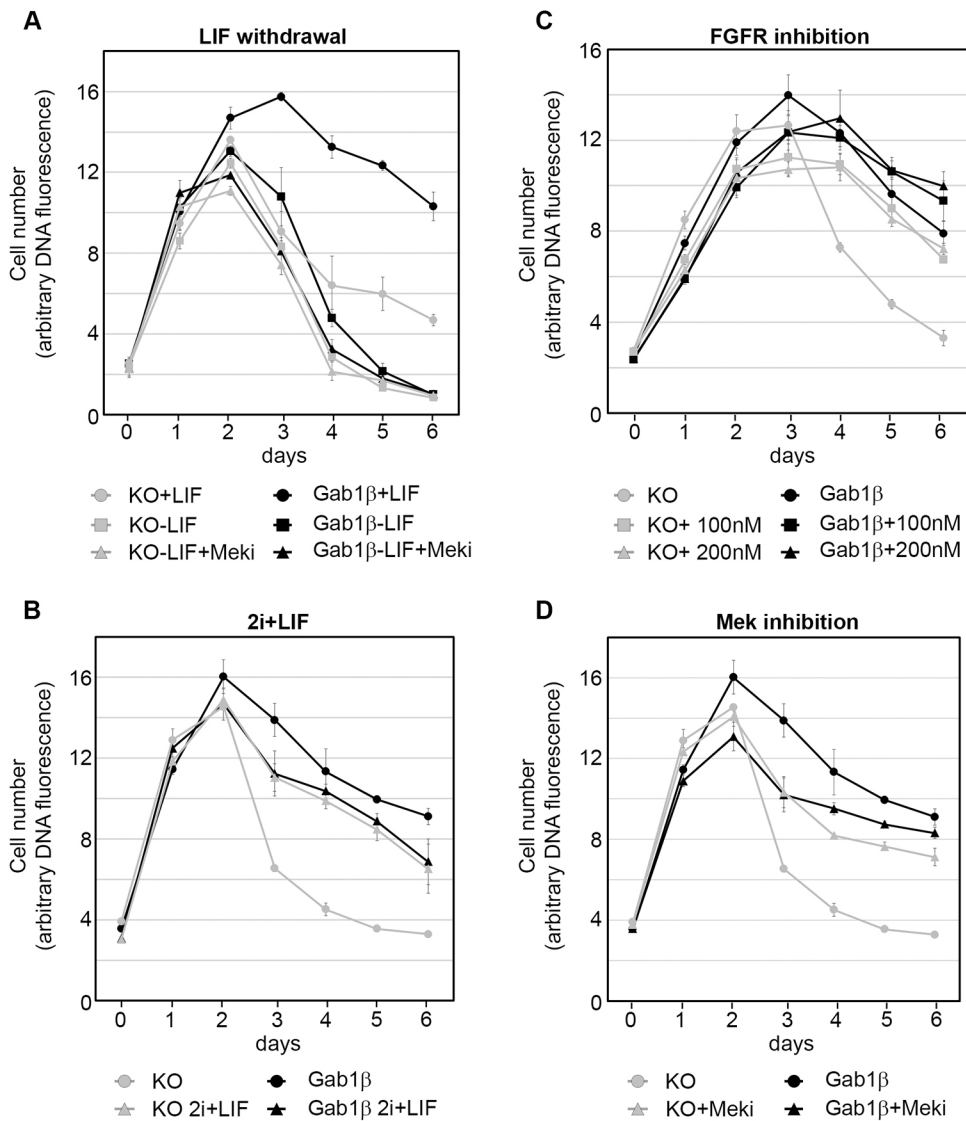 A
LIF withdrawal
Cell number
(arbitrary DNA fluorescence)
16
12
8
4
0
0 1 2 3 4 5 6
days
KO+LIF Gab1β+LIF
KO-LIF Gab1β-LIF
KO-LIF+Meki Gab1β-LIF+Meki
C
FGFR inhibition
Cell number
(arbitrary DNA fluorescence)
16
12
8
4
0
0 1 2 3 4 5 6
days
KO Gab1β
KO+ 100nM Gab1β+100nM
KO+ 200nM Gab1β+200nM
B
2i+LIF
Cell number
(arbitrary DNA fluorescence)
16
12
8
4
0
0 1 2 3 4 5 6
days
KO Gab1β
KO 2i+LIF Gab1β 2i+LIF
D
Mek inhibition
Cell number
(arbitrary DNA fluorescence)
16
12
8
4
0
0 1 2 3 4 5 6
days
KO Gab1β
KO+Meki Gab1β+Meki